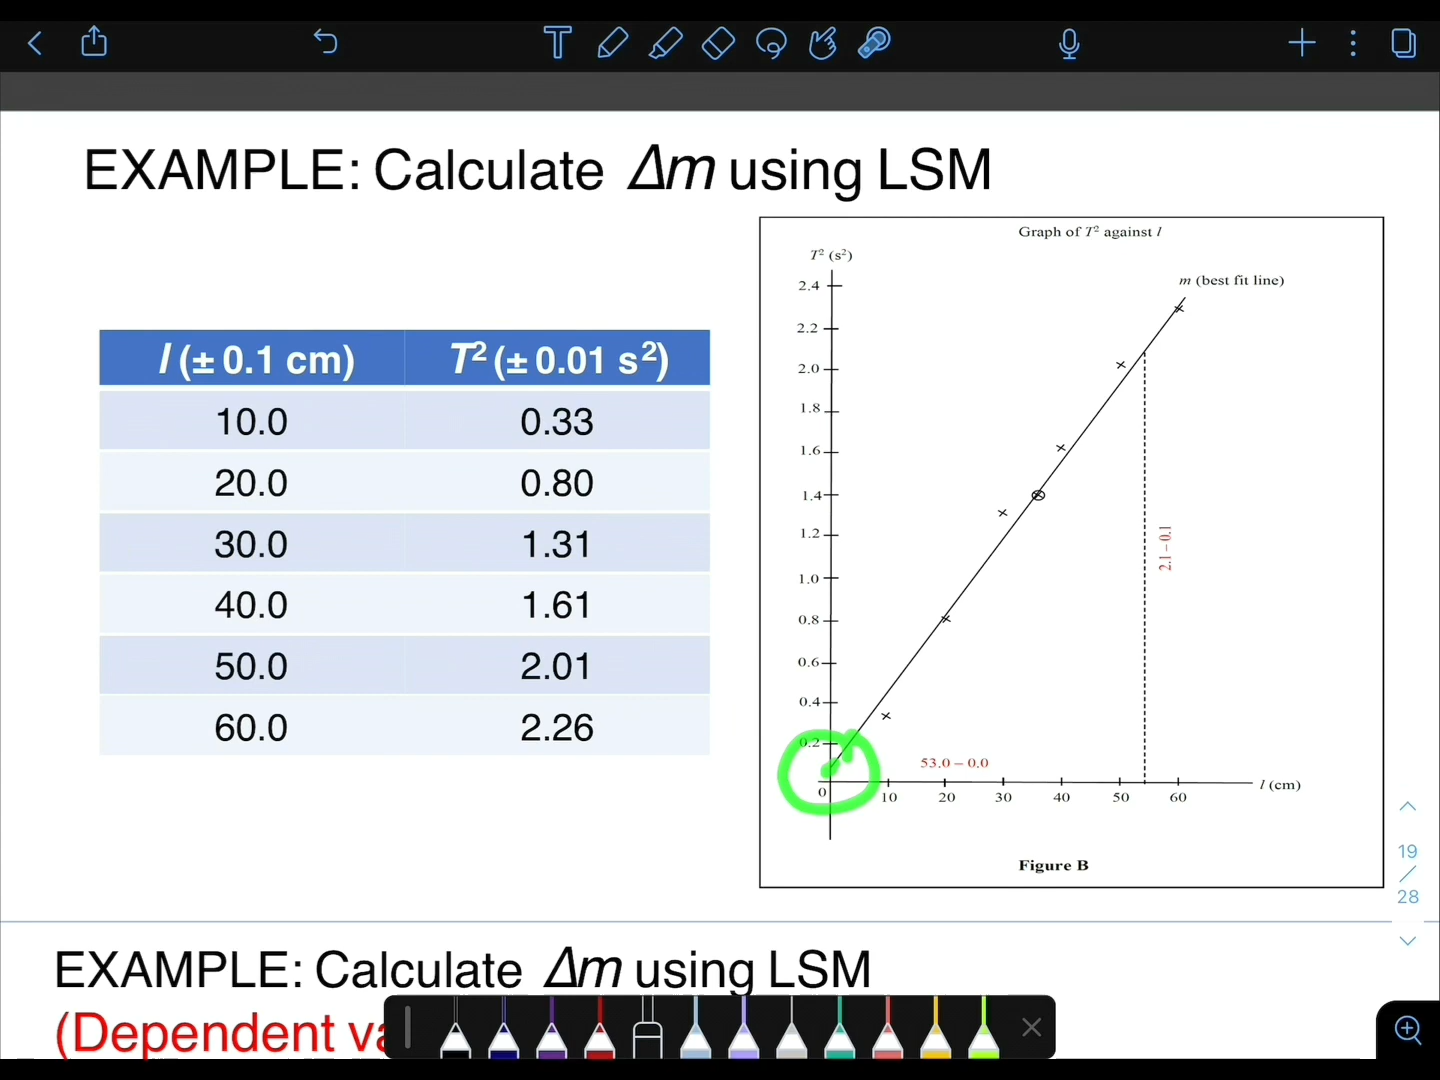 EXAMPLE: Calculate Δm using LSM
l (± 0.1 cm) T² (± 0.01 s²)
10.0 0.33
20.0 0.80
30.0 1.31
40.0 1.61
50.0 2.01
60.0 2.26
Graph of T² against l
T² (s²)
m (best fit line)
2.4
2.2
2.0
1.8
1.6
1.4
1.2
1.0
0.8
0.6
0.4
0.2
2.1 – 0.1
53.0 – 0.0
0 10 20 30 40 50 60
l (cm)
Figure B
19
28
EXAMPLE: Calculate Δm using LSM
(Dependent va